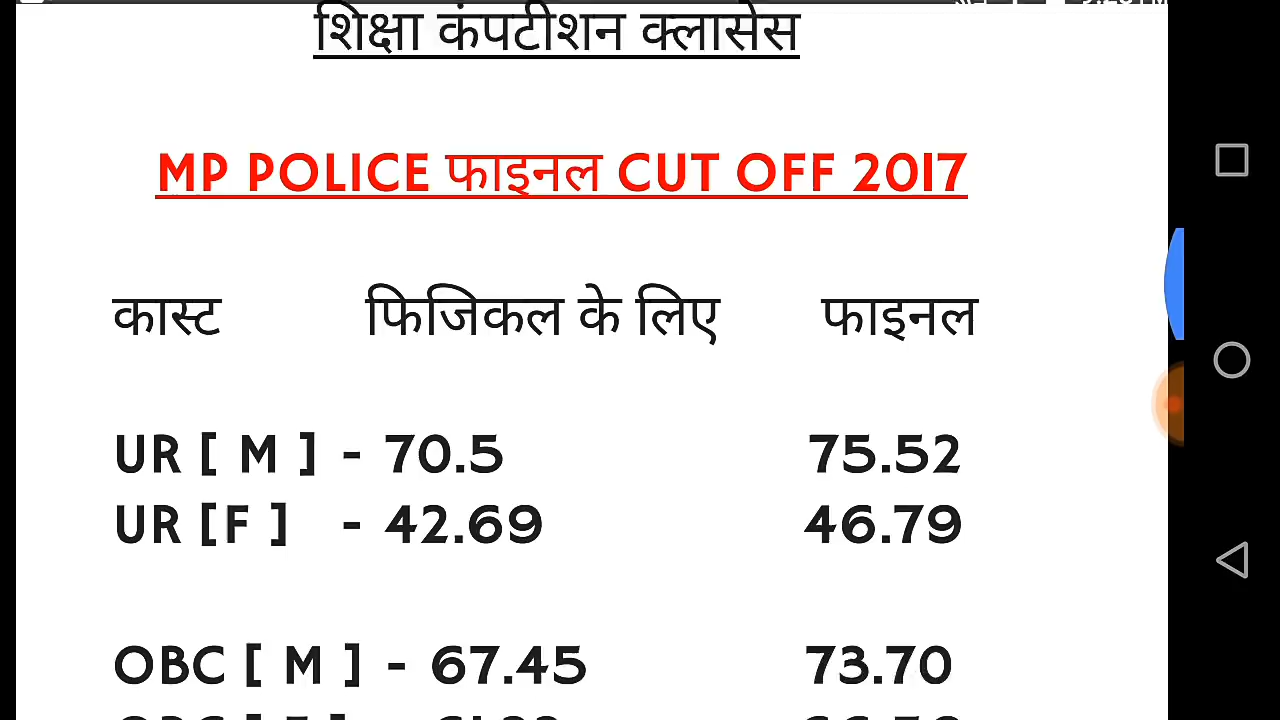 शिक्षा कंपटीशन क्लासेस
MP POLICE फाइनल CUT OFF 2017
कास्ट फिजिकल के लिए फाइनल
UR [ M ] - 70.5 75.52
UR [F ] - 42.69 46.79
OBC [ M ] - 67.45 73.70